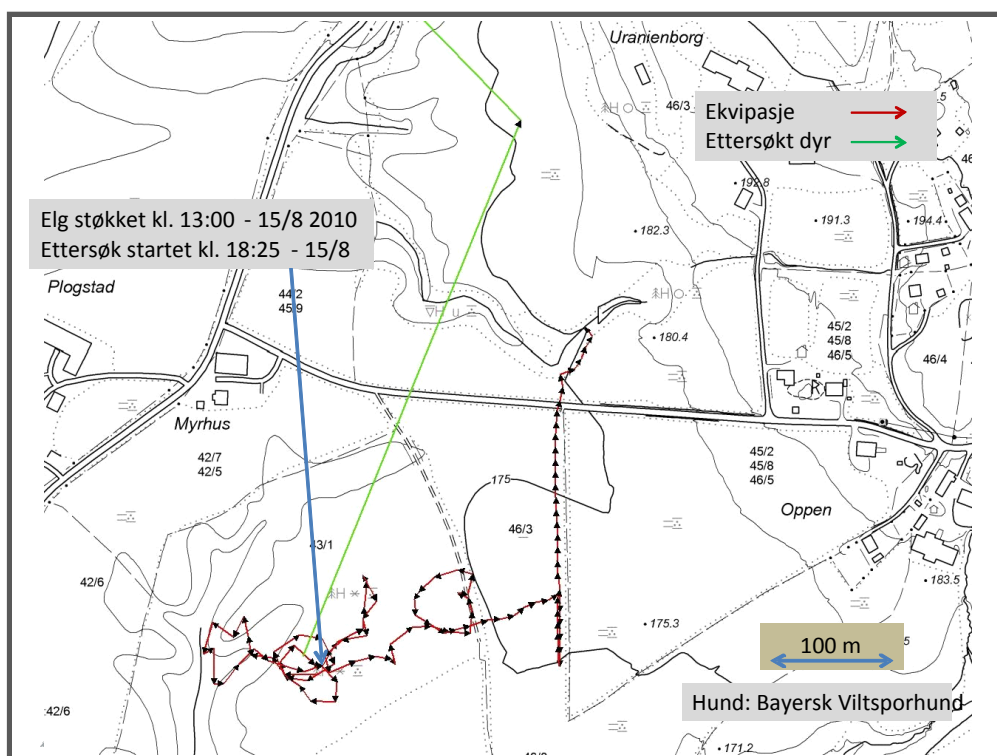 Uranienborg
46/3
Ekvipasje
Ettersøkt dyr
192.8
191.3
194.4
182.3
Elg støkket kl. 13:00 - 15/8 2010
Ettersøk startet kl. 18:25 - 15/8
Plogstad
44/2
45/9
180.4
45/2
45/8
46/5
46/4
Myrhus
42/7
42/5
175
45/2
45/8
46/5
Oppen
46/3
43/1
42/6
183.5
175.3
100 m
Hund: Bayersk Viltsporhund
42/6
171.2